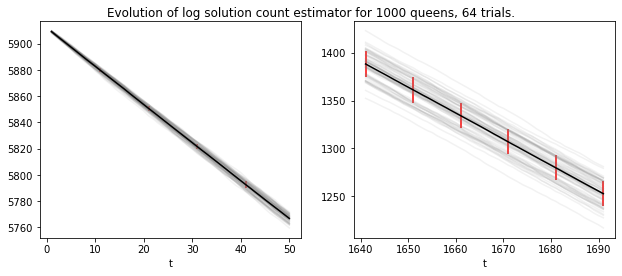 Evolution of log solution count estimator for 1000 queens, 64 trials.
5900
5880
5860
5840
5820
5800
5780
5760
0 10 20 30 40 50
t
1400
1350
1300
1250
1640 1650 1660 1670 1680 1690
t